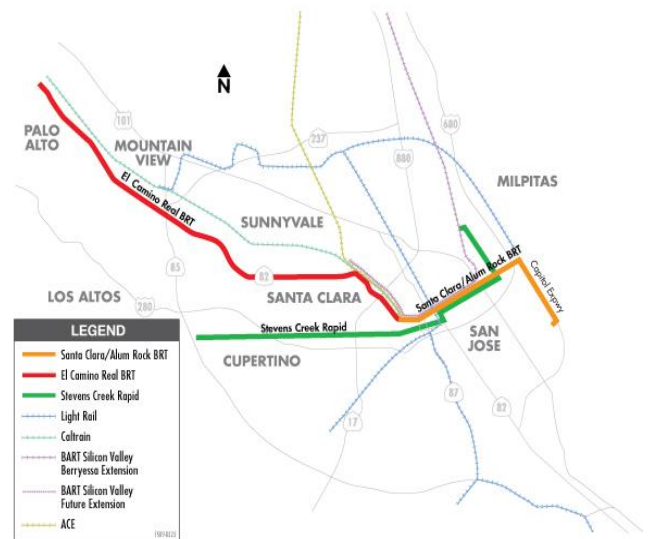 N
PALO
ALTO
101
MOUNTAIN
VIEW
237
880
680
MILPITAS
El Camino Real BRT
SUNNYVALE
85
82
LOS ALTOS
280
SANTA CLARA
Santa Clara/Alum Rock BRT
Capitol Expwy
Stevens Creek Rapid
CUPERTINO
SAN
JOSE
17
87
82
LEGEND
Santa Clara/Alum Rock BRT
El Camino Real BRT
Stevens Creek Rapid
Light Rail
Caltrain
BART Silicon Valley
Berryessa Extension
BART Silicon Valley
Future Extension
ACE